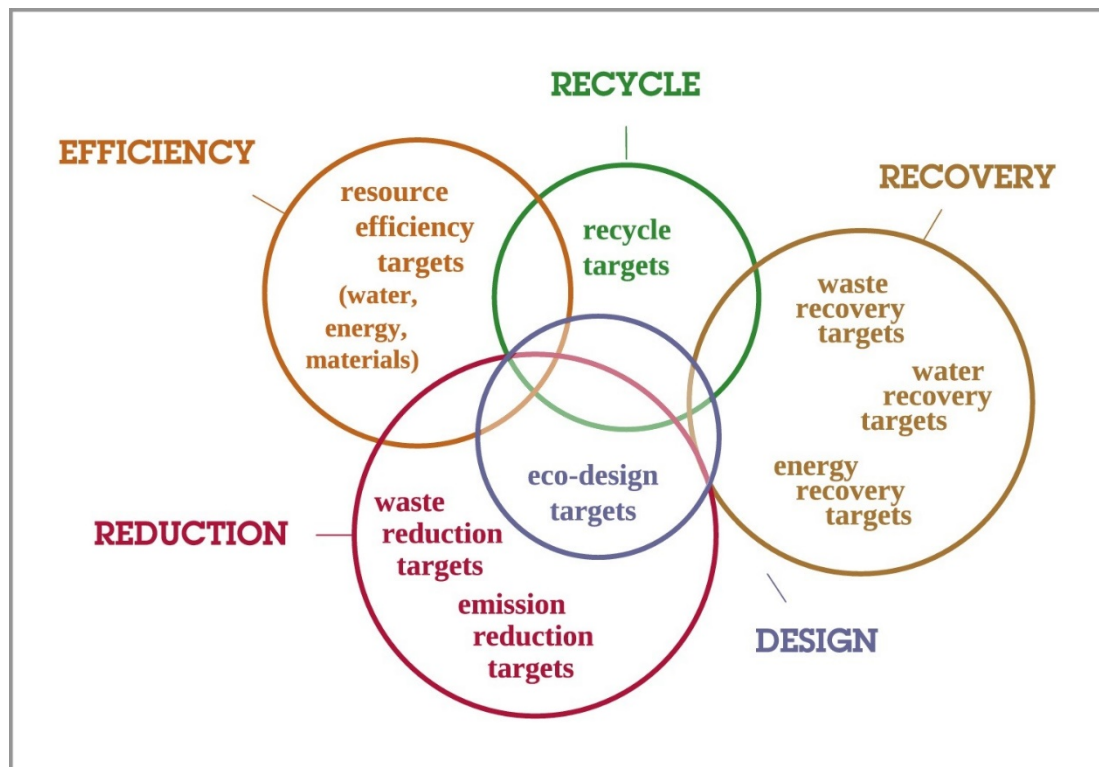 RECYCLE
EFFICIENCY
RECOVERY
resource
efficiency
targets
(water,
energy,
materials)
recycle
targets
waste
recovery
targets
water
recovery
targets
energy
recovery
targets
eco-design
targets
REDUCTION
waste
reduction
targets
emission
reduction
targets
DESIGN